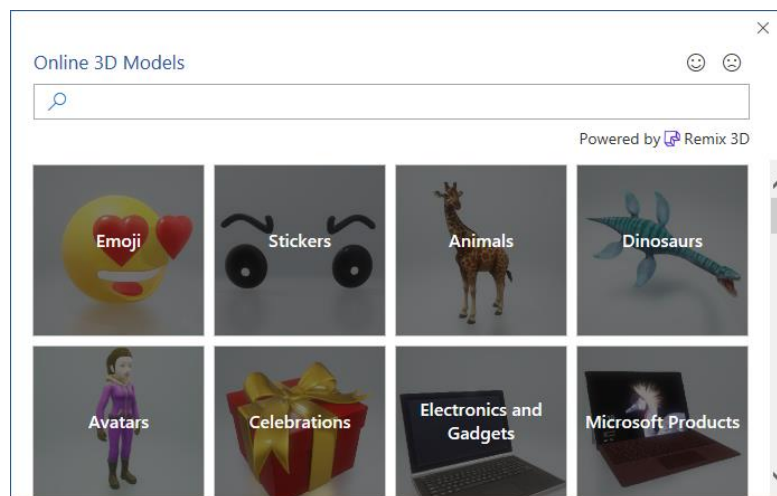 Online 3D Models
Powered by Remix 3D
Emoji
Stickers
Animals
Dinosaurs
Avatars
Celebrations
Electronics and
Gadgets
Microsoft Products